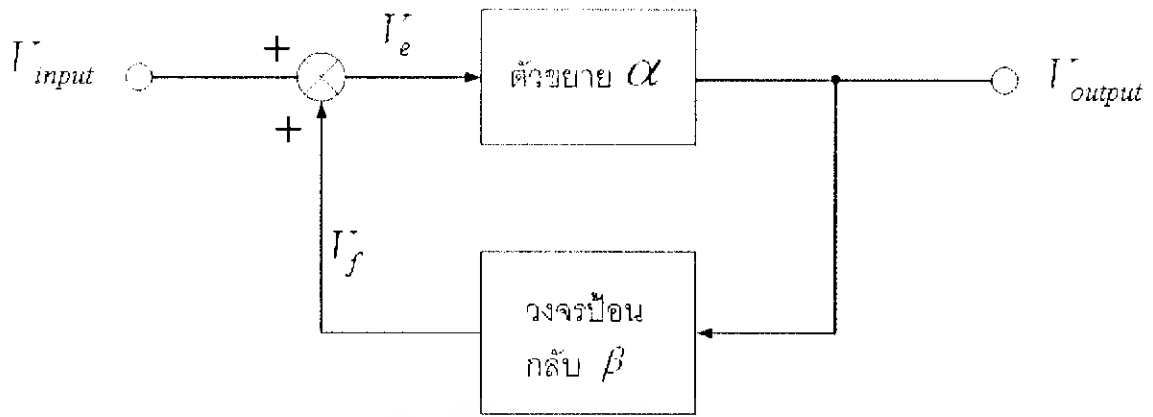 V_input
+
V_e
ตัวขยาย α
V_output
+
V_f
วงจรป้อน
กลับ β